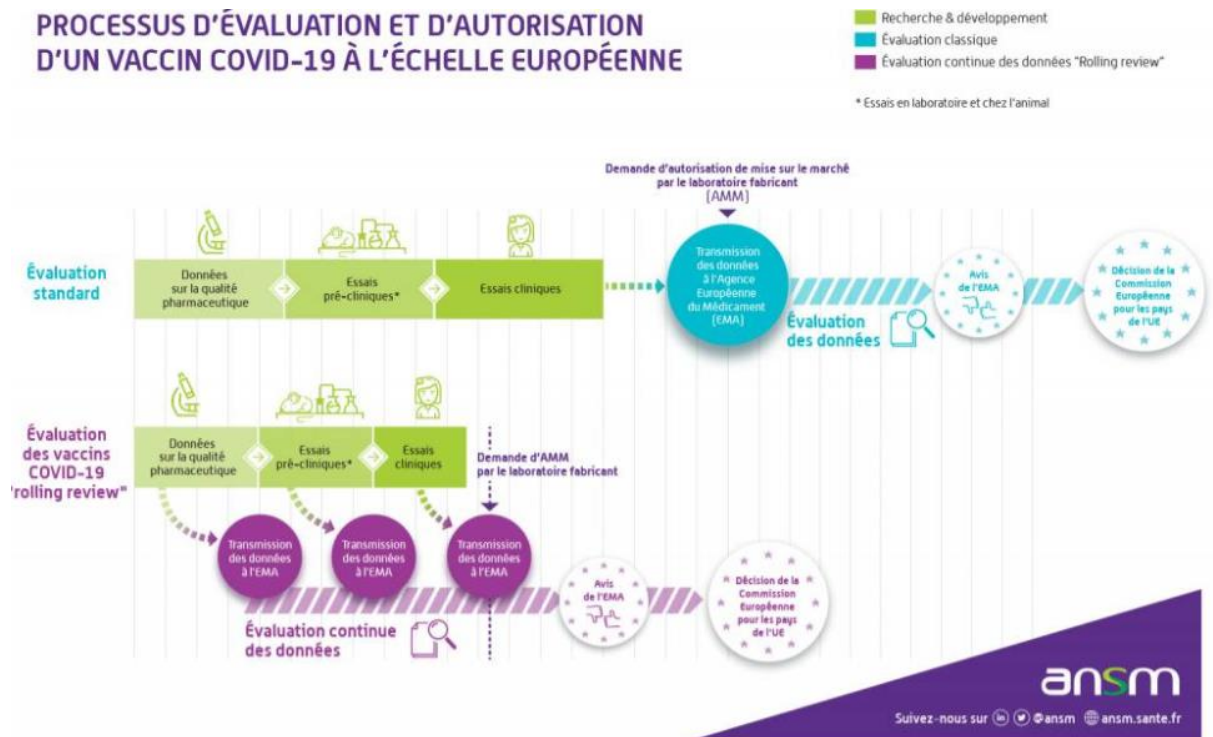 PROCESSUS D'ÉVALUATION ET D'AUTORISATION
D'UN VACCIN COVID-19 À L'ÉCHELLE EUROPÉENNE
Recherche & développement
Évaluation classique
Évaluation continue des données "Rolling review"
* Essais en laboratoire et chez l'animal
Demande d'autorisation de mise sur le marché
par le laboratoire fabricant
(AMM)
Évaluation
standard
Données
sur la qualité
pharmaceutique
Essais
pré-cliniques*
Essais cliniques
Transmission
des données
à l'Agence
Européenne
du Médicament
(EMA)
Évaluation
des données
Avis
de l'EMA
Décision de la
Commission
Européenne
pour les pays
de l'UE
Évaluation
des vaccins
COVID-19
"rolling review"
Données
sur la qualité
pharmaceutique
Essais
pré-cliniques*
Essais
cliniques
Demande d'AMM
par le laboratoire fabricant
Transmission
des données
à l'EMA
Transmission
des données
à l'EMA
Transmission
des données
à l'EMA
Évaluation continue
des données
Avis
de l'EMA
Décision de la
Commission
Européenne
pour les pays
de l'UE
ansm
Suivez-nous sur in @ansm ansm.sante.fr